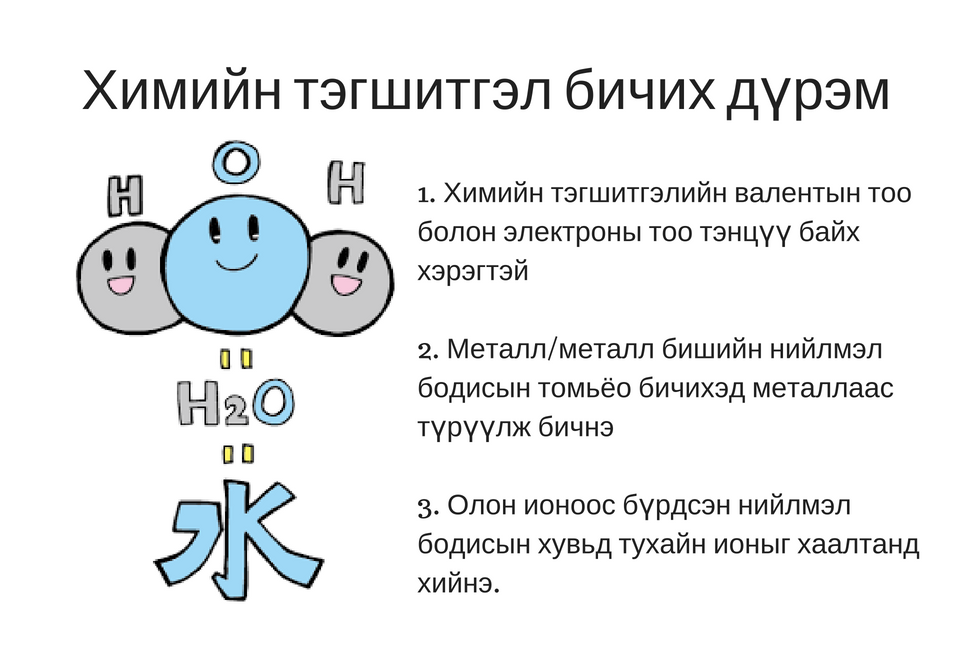 Химийн тэгшитгэл бичих дүрэм
O
H
H
H2O
水
1. Химийн тэгшитгэлийн валентын тоо
болон электроны тоо тэнцүү байх
хэрэгтэй
2. Металл/металл бишийн нийлмэл
бодисын томьёо бичихэд металлаас
түрүүлж бичнэ
3. Олон ионоос бүрдсэн нийлмэл
бодисын хувьд тухайн ионыг хаалтанд
хийнэ.